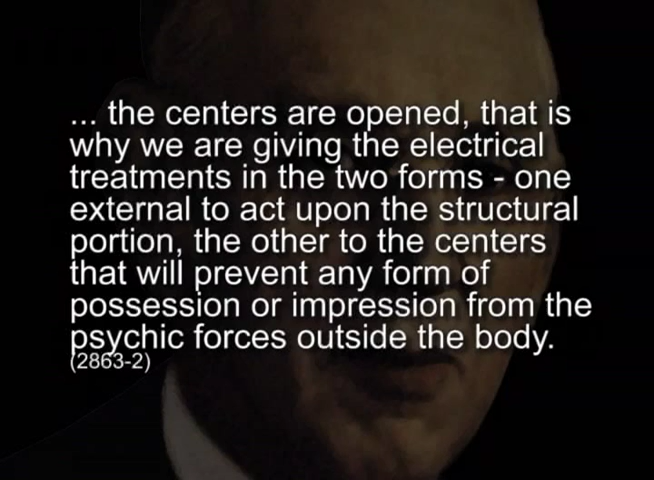 ... the centers are opened, that is
why we are giving the electrical
treatments in the two forms - one
external to act upon the structural
portion, the other to the centers
that will prevent any form of
possession or impression from the
psychic forces outside the body.
(2863-2)